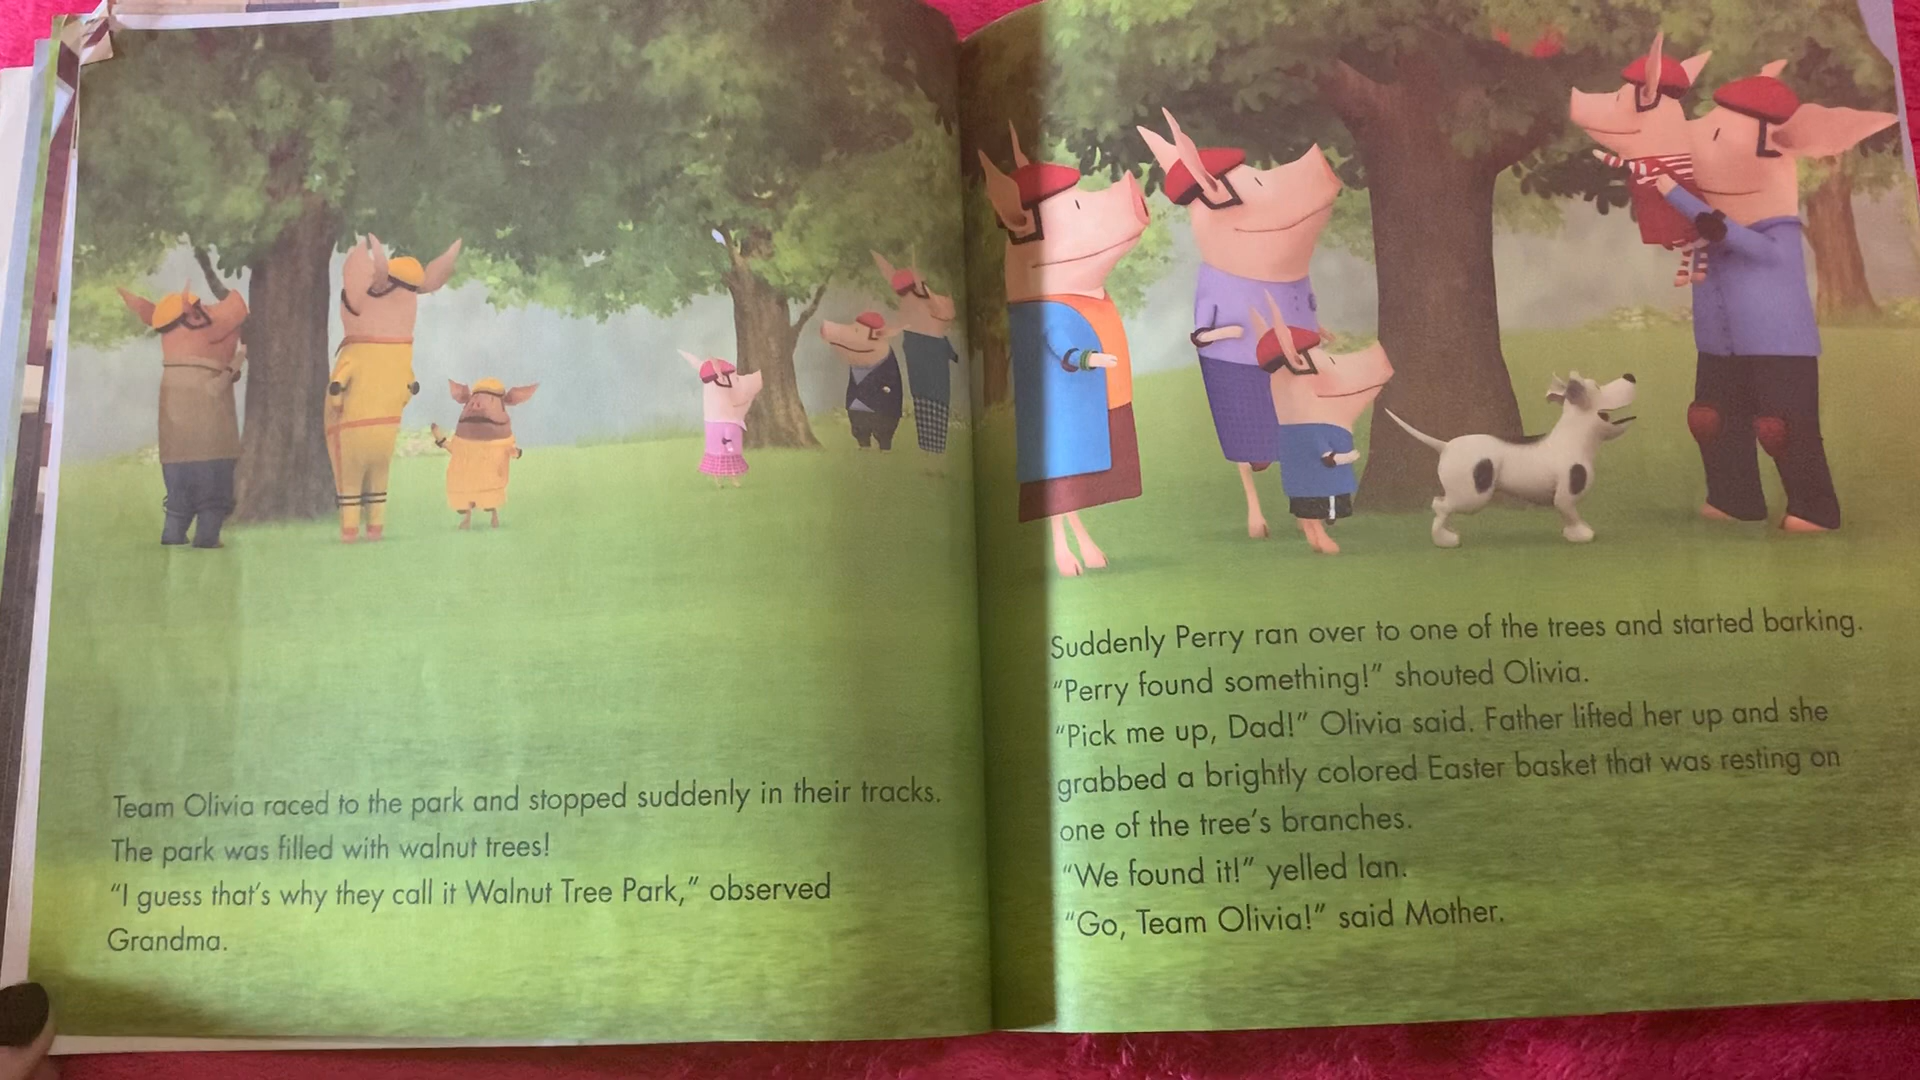 Team Olivia raced to the park and stopped suddenly in their tracks.
The park was filled with walnut trees!
“I guess that’s why they call it Walnut Tree Park,” observed
Grandma.
Suddenly Perry ran over to one of the trees and started barking.
“Perry found something!” shouted Olivia.
“Pick me up, Dad!” Olivia said. Father lifted her up and she
grabbed a brightly colored Easter basket that was resting on
one of the tree’s branches.
“We found it!” yelled Ian.
“Go, Team Olivia!” said Mother.